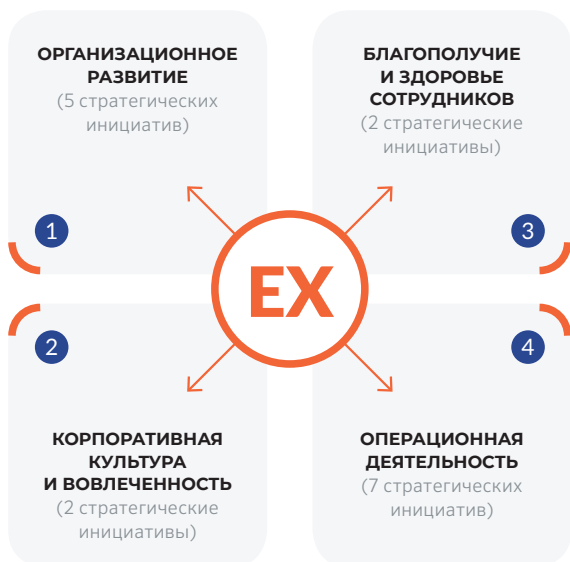 ОРГАНИЗАЦИОННОЕ
РАЗВИТИЕ
(5 стратегических
инициатив)
1
БЛАГОПОЛУЧИЕ
И ЗДОРОВЬЕ
СОТРУДНИКОВ
(2 стратегические
инициативы)
3
EX
2
КОРПОРАТИВНАЯ
КУЛЬТУРА
И ВОВЛЕЧЕННОСТЬ
(2 стратегические
инициативы)
4
ОПЕРАЦИОННАЯ
ДЕЯТЕЛЬНОСТЬ
(7 стратегических
инициатив)